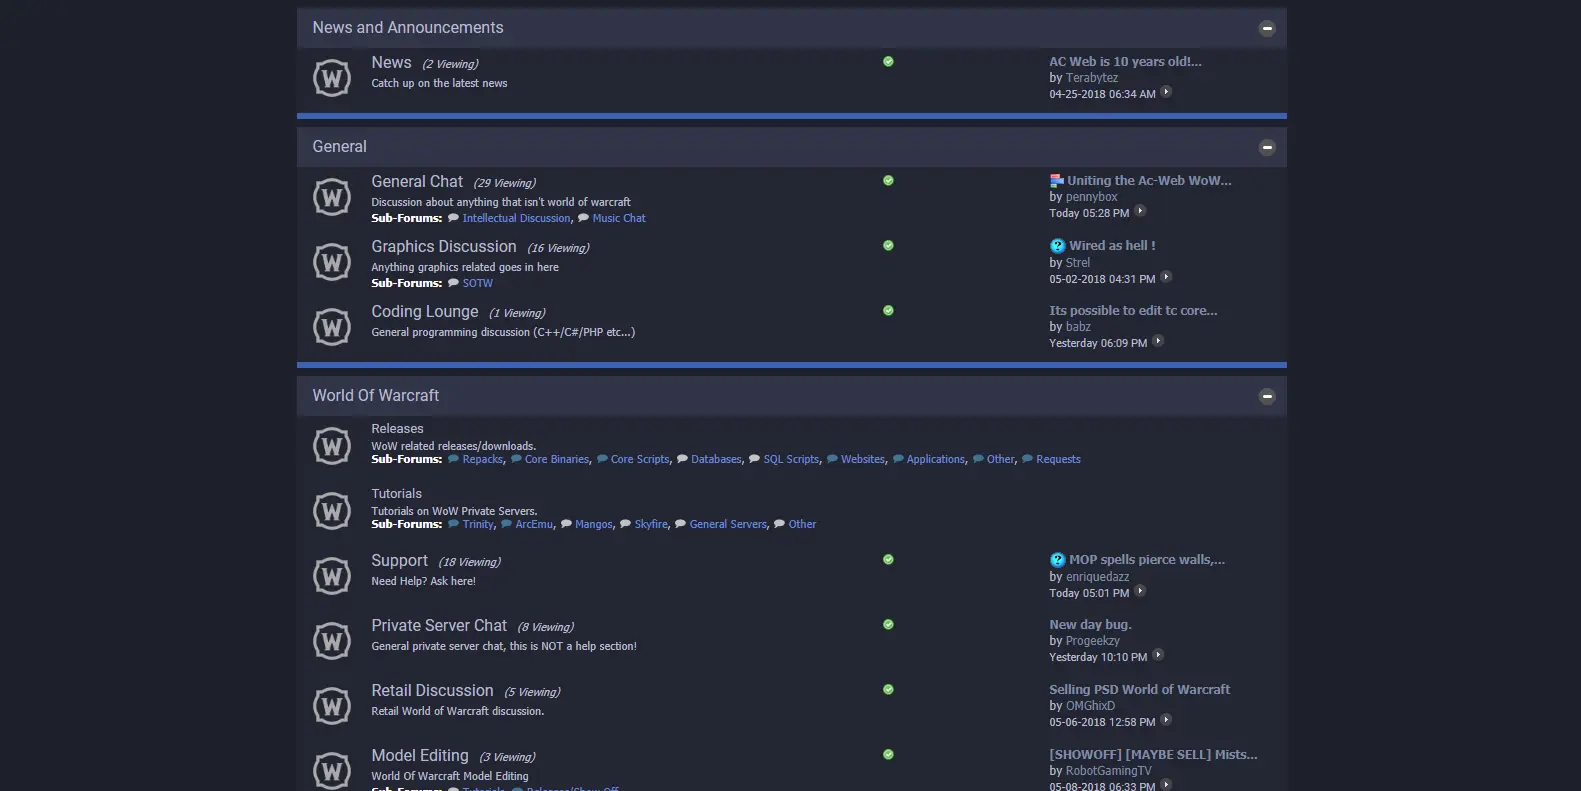 News and Announcements
News (2 Viewing)
Catch up on the latest news
AC Web is 10 years old!...
by Terabytez
04-25-2018 06:34 AM
General
General Chat (29 Viewing)
Discussion about anything that isn't world of warcraft
Sub-Forums: Intellectual Discussion, Music Chat
Uniting the Ac-Web WoW...
by pennybox
Today 05:28 PM
Graphics Discussion (16 Viewing)
Anything graphics related goes in here
Sub-Forums: SOTW
Wired as hell !
by Strel
05-02-2018 04:31 PM
Coding Lounge (1 Viewing)
General programming discussion (C++/C#/PHP etc...)
Its possible to edit tc core...
by babz
Yesterday 06:09 PM
World Of Warcraft
Releases
WoW related releases/downloads.
Sub-Forums: Repacks, Core Binaries, Core Scripts, Databases, SQL Scripts, Websites, Applications, Other, Requests
Tutorials
Tutorials on WoW Private Servers.
Sub-Forums: Trinity, ArcEmu, Mangos, Skyfire, General Servers, Other
Support (18 Viewing)
Need Help? Ask here!
MOP spells pierce walls,...
by enriquedazz
Today 05:01 PM
Private Server Chat (8 Viewing)
General private server chat, this is NOT a help section!
New day bug.
by Progeekzy
Yesterday 10:10 PM
Retail Discussion (5 Viewing)
Retail World of Warcraft discussion.
Selling PSD World of Warcraft
by OMGhixD
05-06-2018 12:58 PM
Model Editing (3 Viewing)
World Of Warcraft Model Editing
Sub-Forums: Tutorials, Releases/Show Off
[SHOWOFF] [MAYBE SELL] Mists...
by RobotGamingTV
05-08-2018 06:33 PM